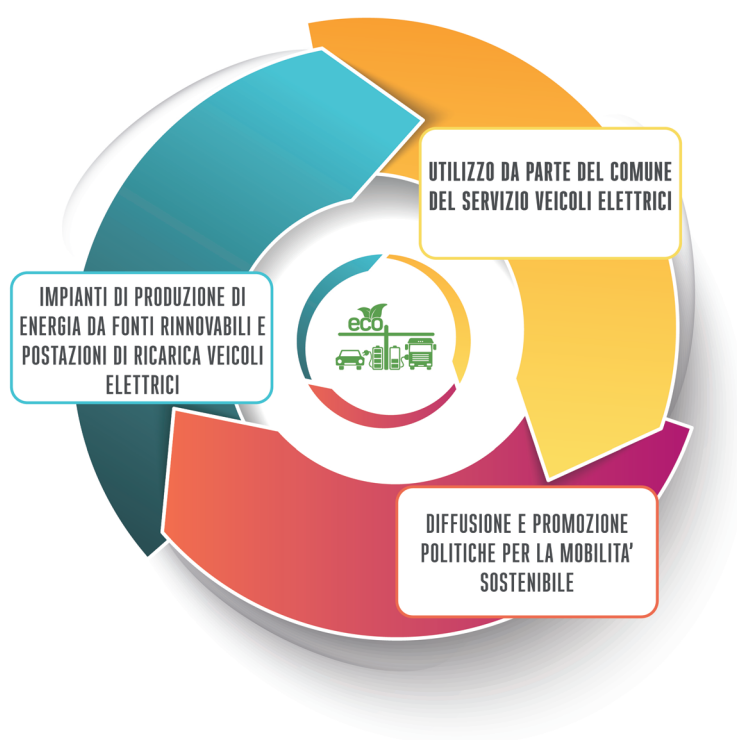 UTILIZZO DA PARTE DEL COMUNE
DEL SERVIZIO VEICOLI ELETTRICI
IMPIANTI DI PRODUZIONE DI
ENERGIA DA FONTI RINNOVABILI E
POSTAZIONI DI RICARICA VEICOLI
ELETTRICI
eco
DIFFUSIONE E PROMOZIONE
POLITICHE PER LA MOBILITA'
SOSTENIBILE